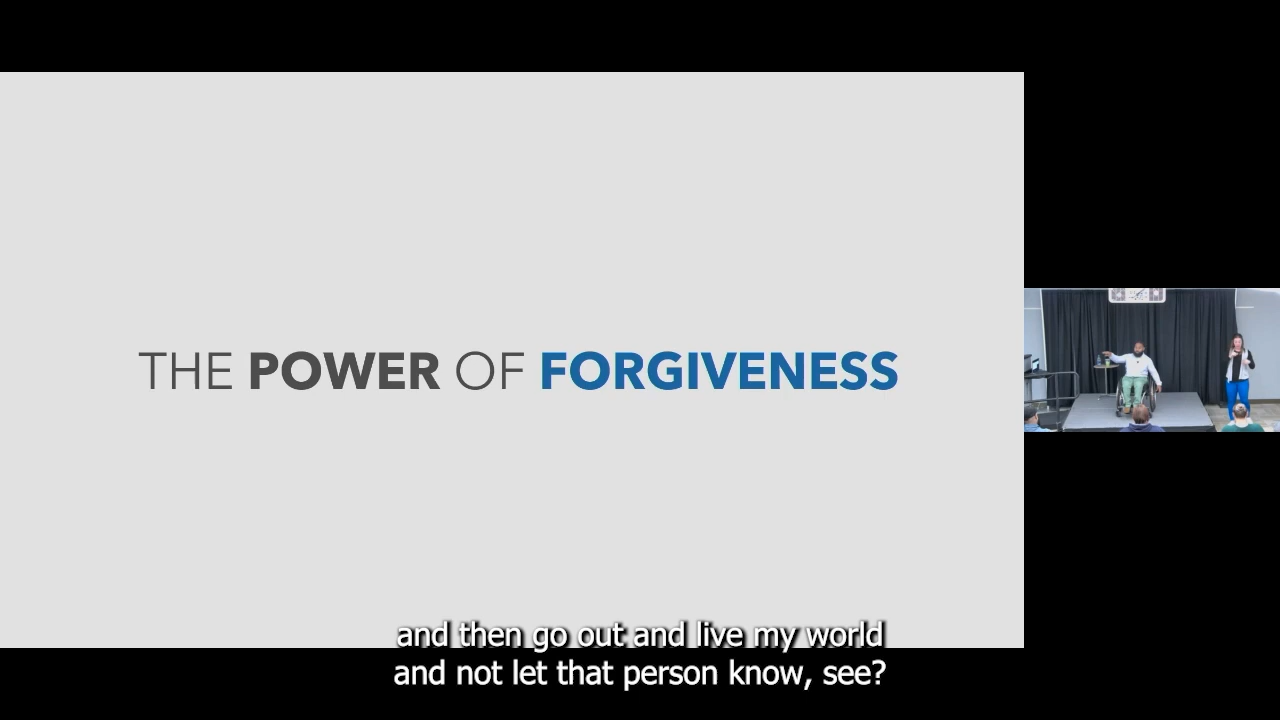 THE POWER OF FORGIVENESS
and then go out and live my world
and not let that person know, see?